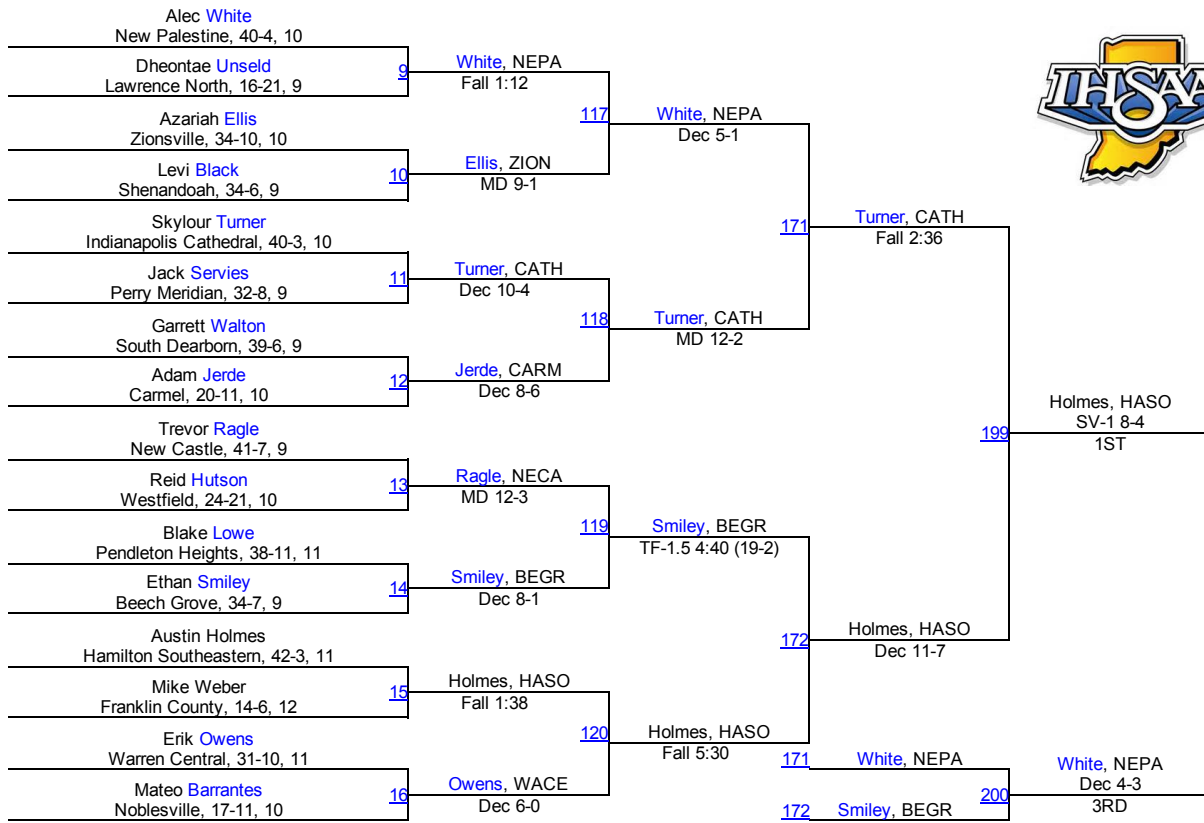 Alec White
New Palestine, 40-4, 10
Dheontae Unseld
Lawrence North, 16-21, 9
9
White, NEPA
Fall 1:12
Azariah Ellis
Zionsville, 34-10, 10
Levi Black
Shenandoah, 34-6, 9
10
Ellis, ZION
MD 9-1
117
White, NEPA
Dec 5-1
Skylour Turner
Indianapolis Cathedral, 40-3, 10
Jack Servies
Perry Meridian, 32-8, 9
11
Turner, CATH
Dec 10-4
Garrett Walton
South Dearborn, 39-6, 9
Adam Jerde
Carmel, 20-11, 10
12
Jerde, CARM
Dec 8-6
118
Turner, CATH
MD 12-2
171
Turner, CATH
Fall 2:36
Trevor Ragle
New Castle, 41-7, 9
Reid Hutson
Westfield, 24-21, 10
13
Ragle, NECA
MD 12-3
Blake Lowe
Pendleton Heights, 38-11, 11
Ethan Smiley
Beech Grove, 34-7, 9
14
Smiley, BEGR
Dec 8-1
119
Smiley, BEGR
TF-1.5 4:40 (19-2)
Austin Holmes
Hamilton Southeastern, 42-3, 11
Mike Weber
Franklin County, 14-6, 12
15
Holmes, HASO
Fall 1:38
Erik Owens
Warren Central, 31-10, 11
Mateo Barrantes
Noblesville, 17-11, 10
16
Owens, WACE
Dec 6-0
120
Holmes, HASO
Fall 5:30
172
Holmes, HASO
Dec 11-7
199
Holmes, HASO
SV-1 8-4
1ST
171
White, NEPA
172
Smiley, BEGR
200
White, NEPA
Dec 4-3
3RD
IHSAA